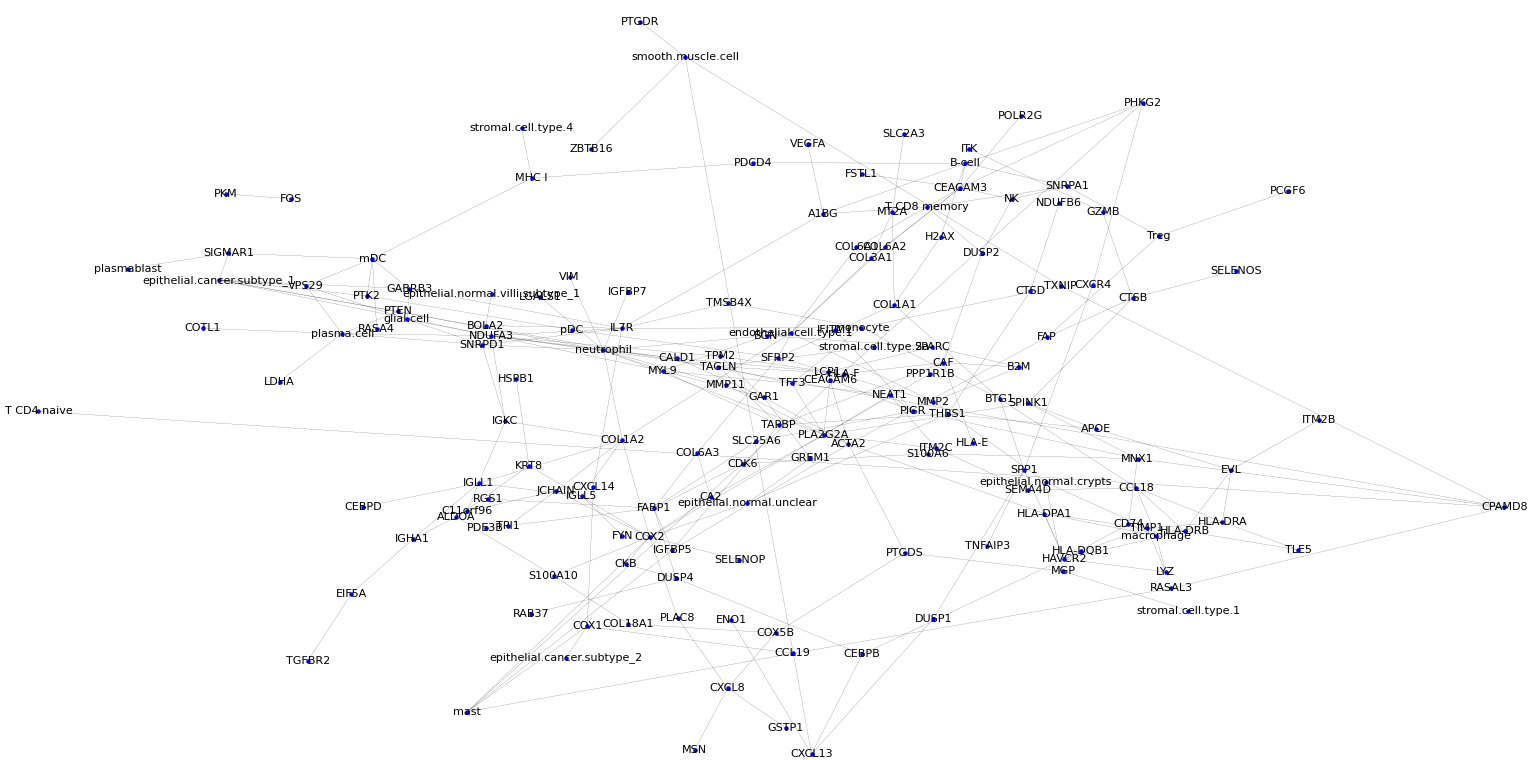 PTGDR
smooth.muscle.cell
PHKG2
POLR2G
stromal.cell.type.4
SLC2A3
VEGFA
ZBTB16
ITK
PDCD4
B-cell
FSTL1
MHC I
SNRPA1
CEACAM3
PKM
FOS
NK
PCGF6
NDUFB6
T.CD8 memory
MT2A
A1BG
GZMB
H2AX
Treg
COL6A2
SIGMAR1
DUSP2
mDC
COL3A1
plasmablast
SELENOS
VIM
epithelial.cancer.subtype_1
VPS29
TXNIP
CXCR4
GABRB3
CTSD
IGFBP7
epithelial.normal.villi.subtype_1
PTK2
CTSB
TMSB4X
COL1A1
PTEN
glial.cell
COTL1
RASA4
BOLA2
pDC
IL7R
monocyte
plasma.cell
endothelial.cell.type.1
NDUFA3
FAP
SNRPD1
stromal.cell.type.2
SPARC
neutrophil
TPM2
CALD1
SFRP2
CAF
TAGLN
B2M
MYL9
LCP1
PPP1R1B
HSPB1
CEACAM6
LDHA
TFF3
MMP11
NEAT1
GAR1
BTG1
MMP2
SPINK1
T CD4 naive
PIGR
THBS1
IGKC
ITM2B
TAPBP
APOE
PLA2G2A
COL1A2
SLC25A6
ACTA2
HLA-E
ITM2C
COL6A3
S100A6
GREM1
MNX1
CDK6
KRT8
SPP1
EVL
IGLL1
epithelial.normal.crypts
CXCL14
JCHAIN
SEMA4D
CCL18
IGLL5
CA2
RGS1
epithelial.normal.unclear
CEBPD
FABP1
CPAMD8
C11orf96
HLA-DPA1
ALDOA
HLA-DRA
CD74
PDE3B
TPI1
TIMP1
HLA-DRB
FYN
COX2
macrophage
IGHA1
TNFAIP3
IGFBP5
TLE5
HLA-DQB1
PTGDS
SELENOP
HAVCR2
CKB
MGP
LYZ
S100A10
DUSP4
RASAL3
EIF5A
stromal.cell.type.1
RAB37
PLAC8
ENO1
DUSP1
COX1
COL18A1
COX5B
CCL19
CEBPB
epithelial.cancer.subtype_2
TGFBR2
CXCL8
mast
GSTP1
MSN
CXCL13